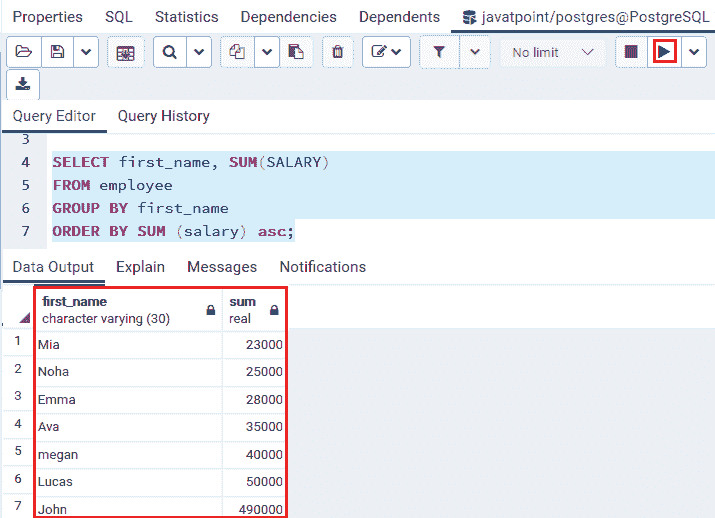 Properties SQL Statistics Dependencies Dependents javatpoint/postgres@PostgreSQL
No limit
Query Editor Query History
3
4 SELECT first_name, SUM(SALARY)
5 FROM employee
6 GROUP BY first_name
7 ORDER BY SUM (salary) asc;
Data Output Explain Messages Notifications
first_name sum
character varying (30) real
1 Mia 23000
2 Noha 25000
3 Emma 28000
4 Ava 35000
5 megan 40000
6 Lucas 50000
7 John 490000